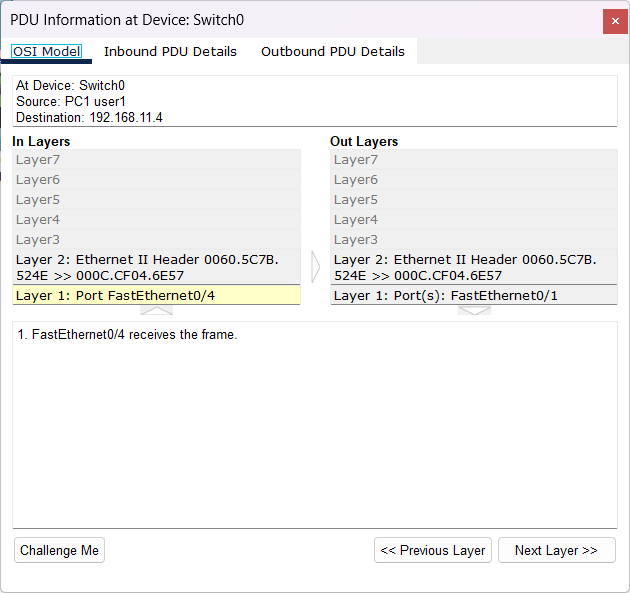 PDU Information at Device: Switch0
OSI Model Inbound PDU Details Outbound PDU Details
At Device: Switch0
Source: PC1 user1
Destination: 192.168.11.4
In Layers
Layer7
Layer6
Layer5
Layer4
Layer3
Layer 2: Ethernet II Header 0060.5C7B.
524E >> 000C.CF04.6E57
Layer 1: Port FastEthernet0/4
Out Layers
Layer7
Layer6
Layer5
Layer4
Layer3
Layer 2: Ethernet II Header 0060.5C7B.
524E >> 000C.CF04.6E57
Layer 1: Port(s): FastEthernet0/1
1. FastEthernet0/4 receives the frame.
Challenge Me
<< Previous Layer
Next Layer >>